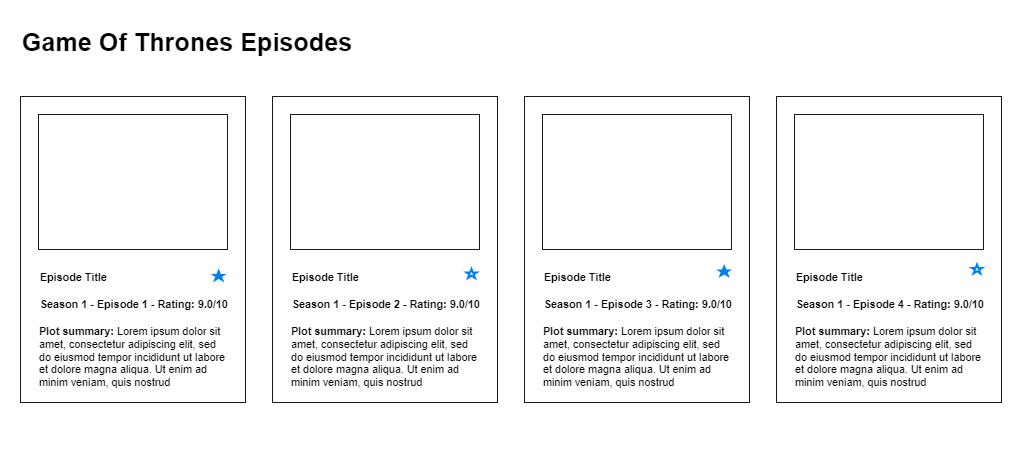 Game Of Thrones Episodes
Episode Title
Season 1 - Episode 1 - Rating: 9.0/10
Plot summary: Lorem ipsum dolor sit
amet, consectetur adipiscing elit, sed
do eiusmod tempor incididunt ut labore
et dolore magna aliqua. Ut enim ad
minim veniam, quis nostrud
Episode Title
Season 1 - Episode 2 - Rating: 9.0/10
Plot summary: Lorem ipsum dolor sit
amet, consectetur adipiscing elit, sed
do eiusmod tempor incididunt ut labore
et dolore magna aliqua. Ut enim ad
minim veniam, quis nostrud
Episode Title
Season 1 - Episode 3 - Rating: 9.0/10
Plot summary: Lorem ipsum dolor sit
amet, consectetur adipiscing elit, sed
do eiusmod tempor incididunt ut labore
et dolore magna aliqua. Ut enim ad
minim veniam, quis nostrud
Episode Title
Season 1 - Episode 4 - Rating: 9.0/10
Plot summary: Lorem ipsum dolor sit
amet, consectetur adipiscing elit, sed
do eiusmod tempor incididunt ut labore
et dolore magna aliqua. Ut enim ad
minim veniam, quis nostrud